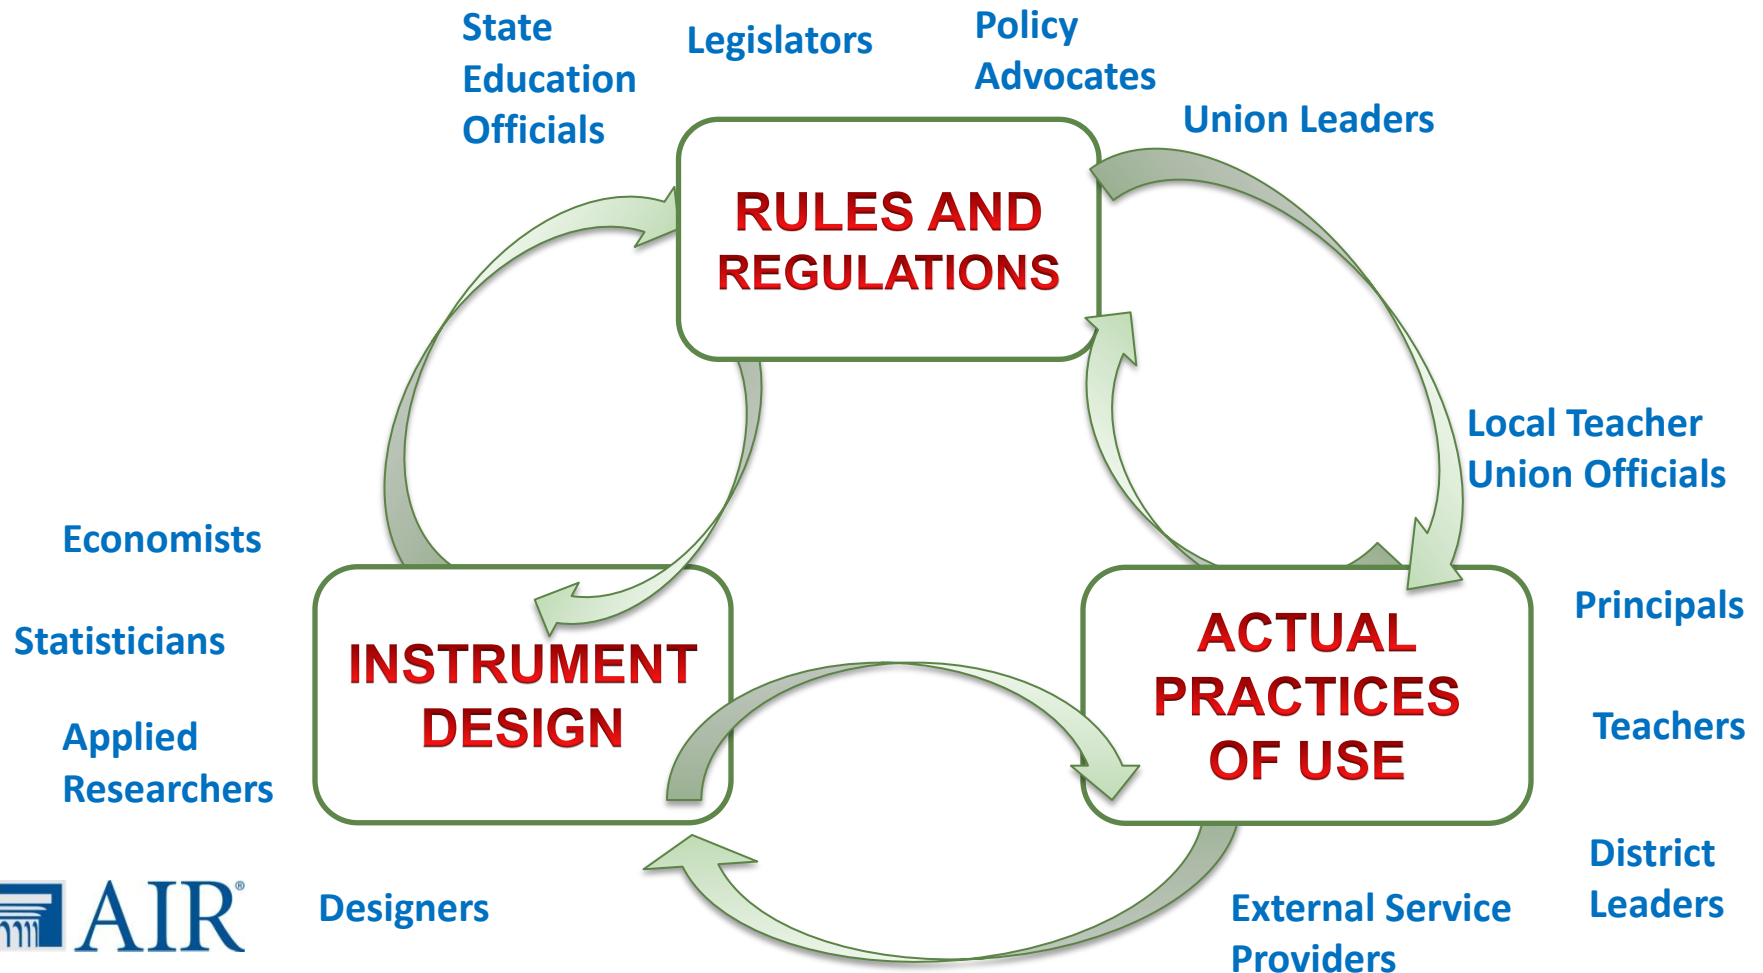 State
Education
Officials
Legislators
Policy
Advocates
Union Leaders
RULES AND
REGULATIONS
Local Teacher
Union Officials
Economists
Statisticians
Applied
Researchers
INSTRUMENT
DESIGN
ACTUAL
PRACTICES
OF USE
Principals
Teachers
District
Leaders
AIR®
Designers
External Service
Providers